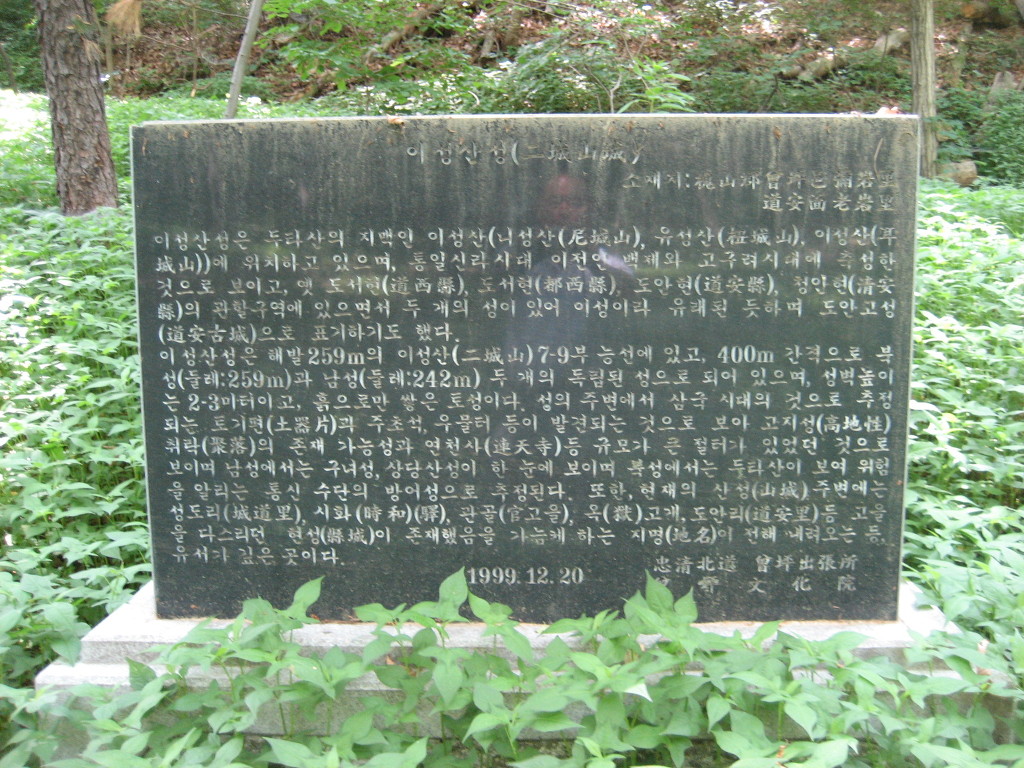 이성산성(二城山城)
소재지:槐山郡曾坪邑彌岩里
道安面老岩里
이성산성은 두타산의 지백인 이성산(니성산(尼城山), 유성산(杻城山), 이성산(耳
城山))에 위치하고 있으며, 통일신라시대 이전인 백제와 고구려시대에 축성한
것으로 보이고, 옛 도서현(道西縣), 도서현(都西縣), 도안현(道安縣), 청안현(清安
縣)의 관할구역에 있으면서 두 개의 성이 있어 이성이라 유래된 듯하며 도안고성
(道安古城)으로 표기하기도 했다.
이성산성은 해발259m의 이성산(二城山)7-9부 능선에 있고, 400m 간격으로 북
성(둘레:259m)과 남성(둘레:242m) 두 개의 독립된 성으로 되어 있으며, 성벽높이
는 2-3마터이고, 흙으로만 쌓은 토성이다. 성의 주변에서 삼국 시대의 것으로 추정
되는 토기편(土器片)과 주초석, 우물터 등이 발견되는 것으로 보아 고지성(高地性)
취락(聚落)의 존재 가능성과 연천사(連天寺)등 규모가 큰 절터가 있었던 것으로
보이며 남성에서는 구녀성, 상당산성이 한 눈에 보이며 북성에서는 두타산이 보여 위험
을 알리는 통신 수단의 방어성으로 추정된다. 또한, 현재의 산성(山城) 주변에는
성도리(城道里), 시화(時和)(驛), 관골(官고을), 옥(獄)고개, 도안리(道安里)등 고을
을 다스리던 현성(縣城)이 존재했음을 가능케 하는 지명(地名)이 전해 내려오는 등,
유서가 깊은 곳이다.
1999. 12. 20
忠清北道 曾坪出張所
文化院